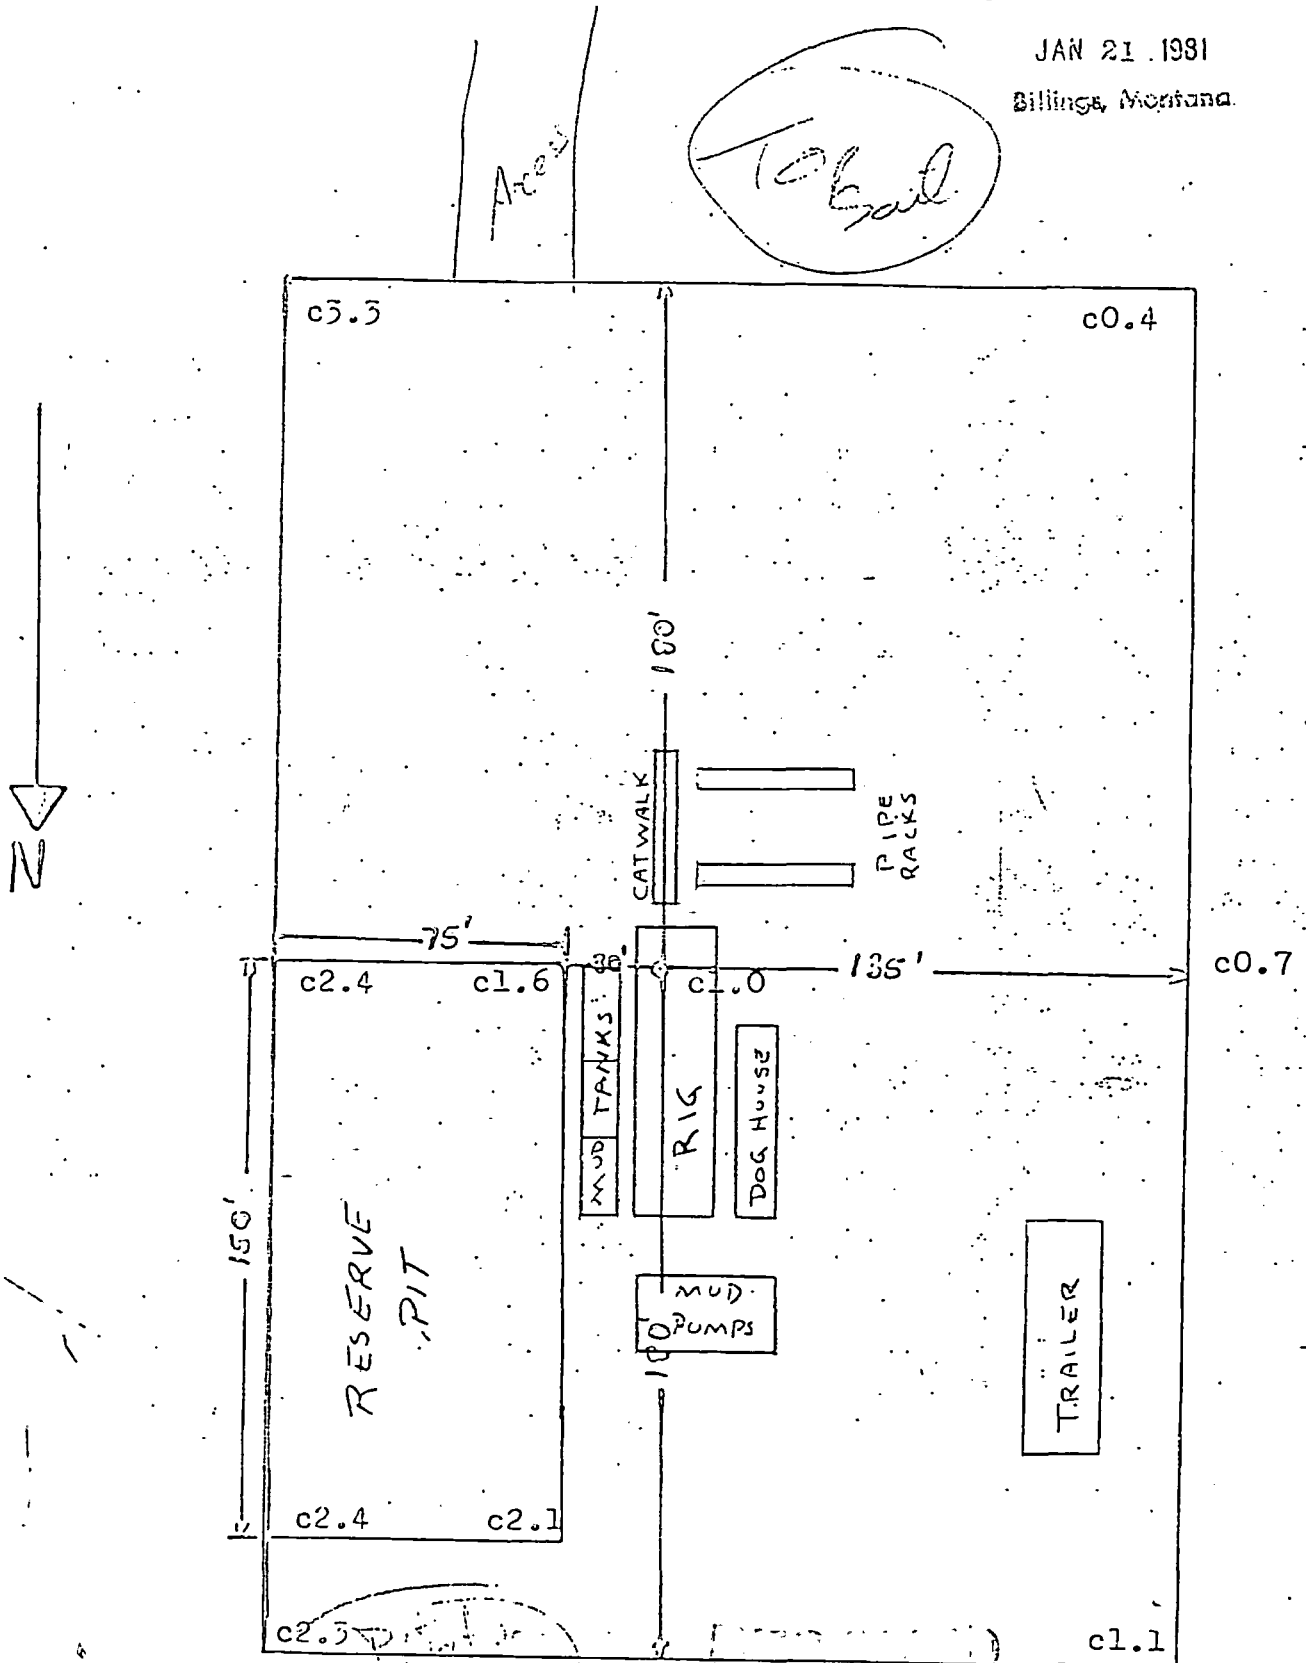 JAN 21 1981
Billings, Montana
Acces
To Gail
c3.3
c0.4
180'
N
CATWALK
PIPE
RACKS
75'
30'
135'
c0.7
c2.4
c1.6
c1.0
MUD TANKS
RIG
DOG HOUSE
150'
RESERVE
PIT
MUD
PUMPS
180'
TRAILER
c2.4
c2.1
c2.3
c1.1